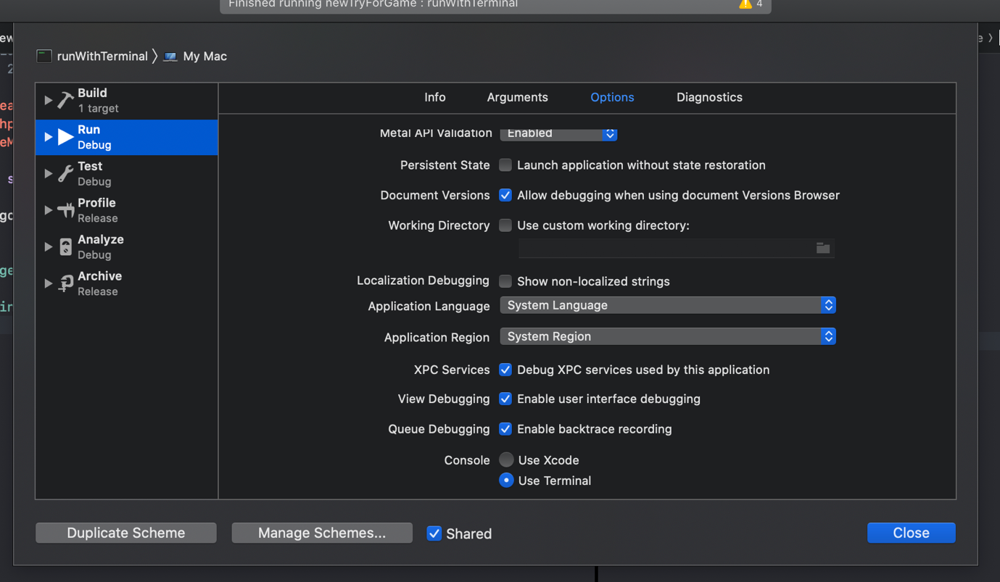 Finished running newTryForGame : runWithTerminal
4
runWithTerminal 〉 My Mac
Build
1 target
Run
Debug
Test
Debug
Profile
Release
Analyze
Debug
Archive
Release
Info Arguments Options Diagnostics
Metal API Validation Enabled
Persistent State Launch application without state restoration
Document Versions Allow debugging when using document Versions Browser
Working Directory Use custom working directory:
Localization Debugging Show non-localized strings
Application Language System Language
Application Region System Region
XPC Services Debug XPC services used by this application
View Debugging Enable user interface debugging
Queue Debugging Enable backtrace recording
Console Use Xcode
Use Terminal
Duplicate Scheme Manage Schemes... Shared Close